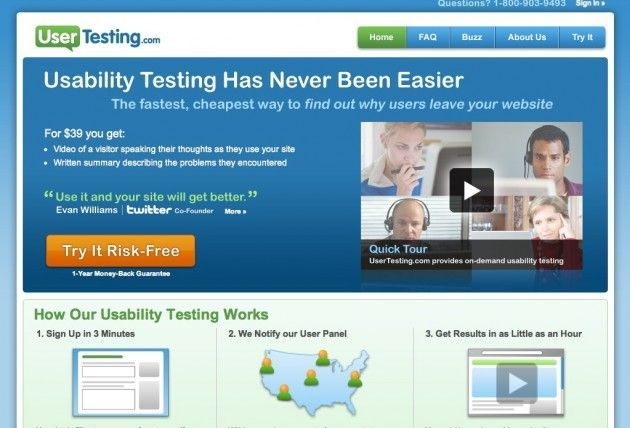 Questions? 1-800-903-9493 Sign In »
UserTesting.com
Home FAQ Buzz About Us Try It
Usability Testing Has Never Been Easier
The fastest, cheapest way to find out why users leave your website
For $39 you get:
• Video of a visitor speaking their thoughts as they use your site
• Written summary describing the problems they encountered
“Use it and your site will get better.”
Evan Williams | twitter Co-Founder More »
Try It Risk-Free
1-Year Money-Back Guarantee
Quick Tour
UserTesting.com provides on-demand usability testing
How Our Usability Testing Works
1. Sign Up in 3 Minutes
2. We Notify our User Panel
3. Get Results in as Little as an Hour